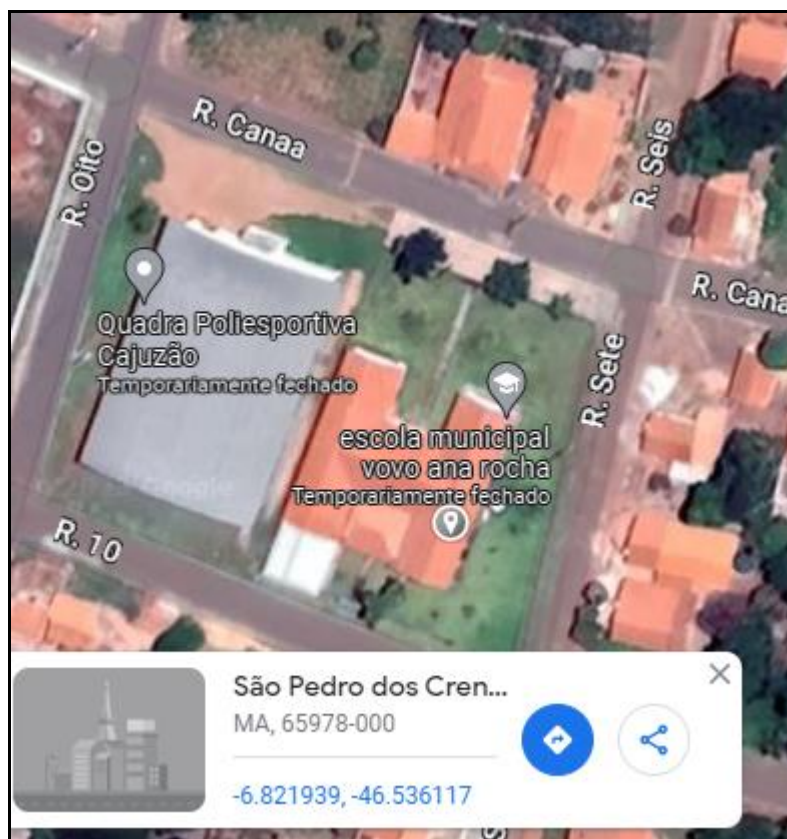 R. Canaa
R. Oito
R. Seis
R. Cana
Quadra Poliesportiva
Cajuzão
Temporariamente fechado
R. Sete
escola municipal
vovo ana rocha
Temporariamente fechado
R. 10
São Pedro dos Cren...
MA, 65978-000
-6.821939, -46.536117